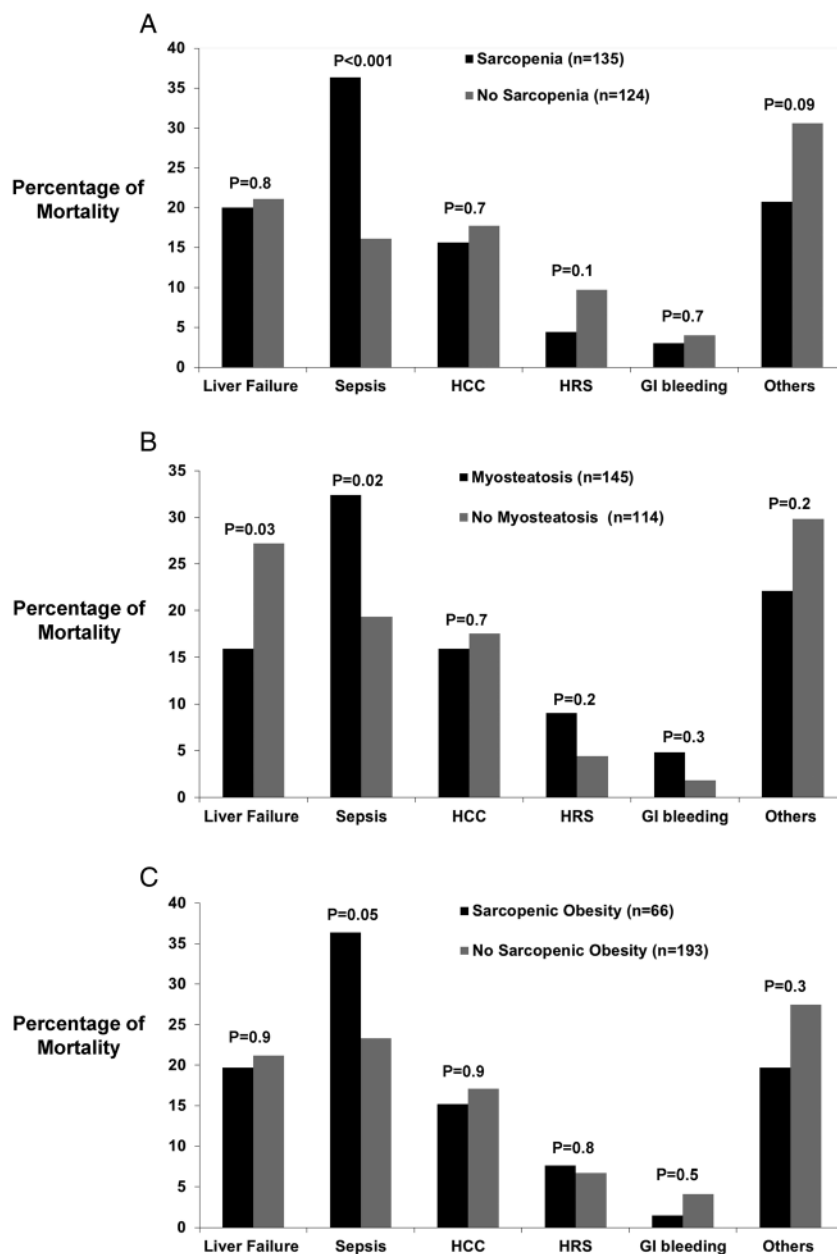 A
40
35
30
25
20
15
10
5
0
Percentage of
Mortality
P<0.001
Sarcopenia (n=135)
No Sarcopenia (n=124)
P=0.09
P=0.8
P=0.7
P=0.1
P=0.7
Liver Failure Sepsis HCC HRS GI bleeding Others
B
35
30
25
20
15
10
5
0
Percentage of
Mortality
P=0.02
Myosteatosis (n=145)
No Myosteatosis (n=114)
P=0.2
P=0.03
P=0.7
P=0.2
P=0.3
Liver Failure Sepsis HCC HRS GI bleeding Others
C
40
35
30
25
20
15
10
5
0
Percentage of
Mortality
P=0.05
Sarcopenic Obesity (n=66)
No Sarcopenic Obesity (n=193)
P=0.3
P=0.9
P=0.9
P=0.8
P=0.5
Liver Failure Sepsis HCC HRS GI bleeding Others